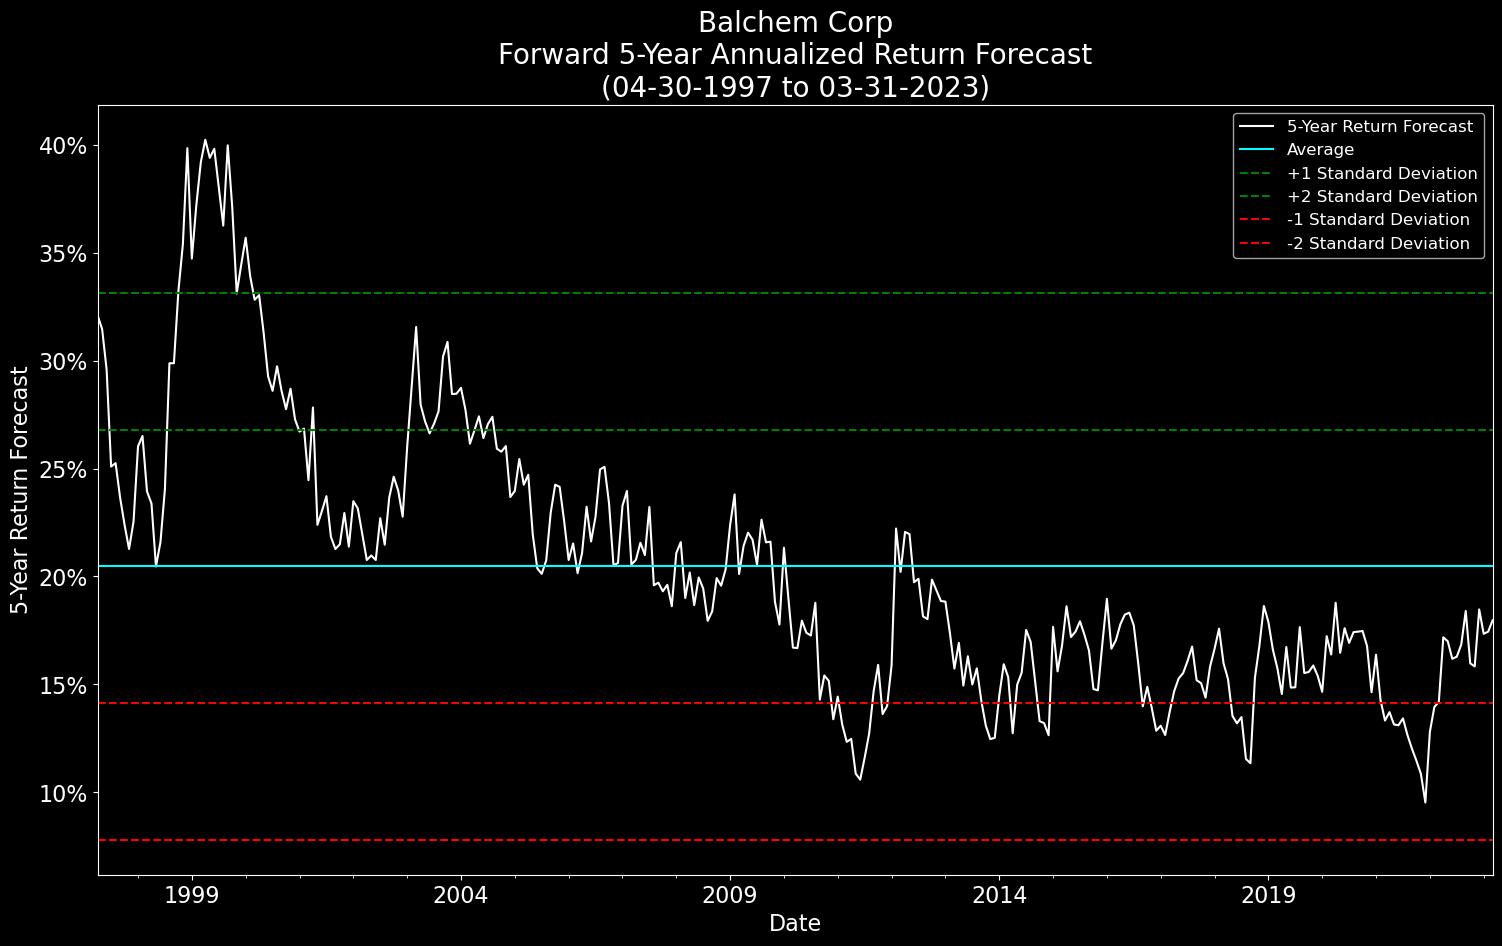 Balchem Corp
Forward 5-Year Annualized Return Forecast
(04-30-1997 to 03-31-2023)
5-Year Return Forecast
Average
+1 Standard Deviation
+2 Standard Deviation
-1 Standard Deviation
-2 Standard Deviation
5-Year Return Forecast
40%
35%
30%
25%
20%
15%
10%
1999
2004
2009
2014
2019
Date